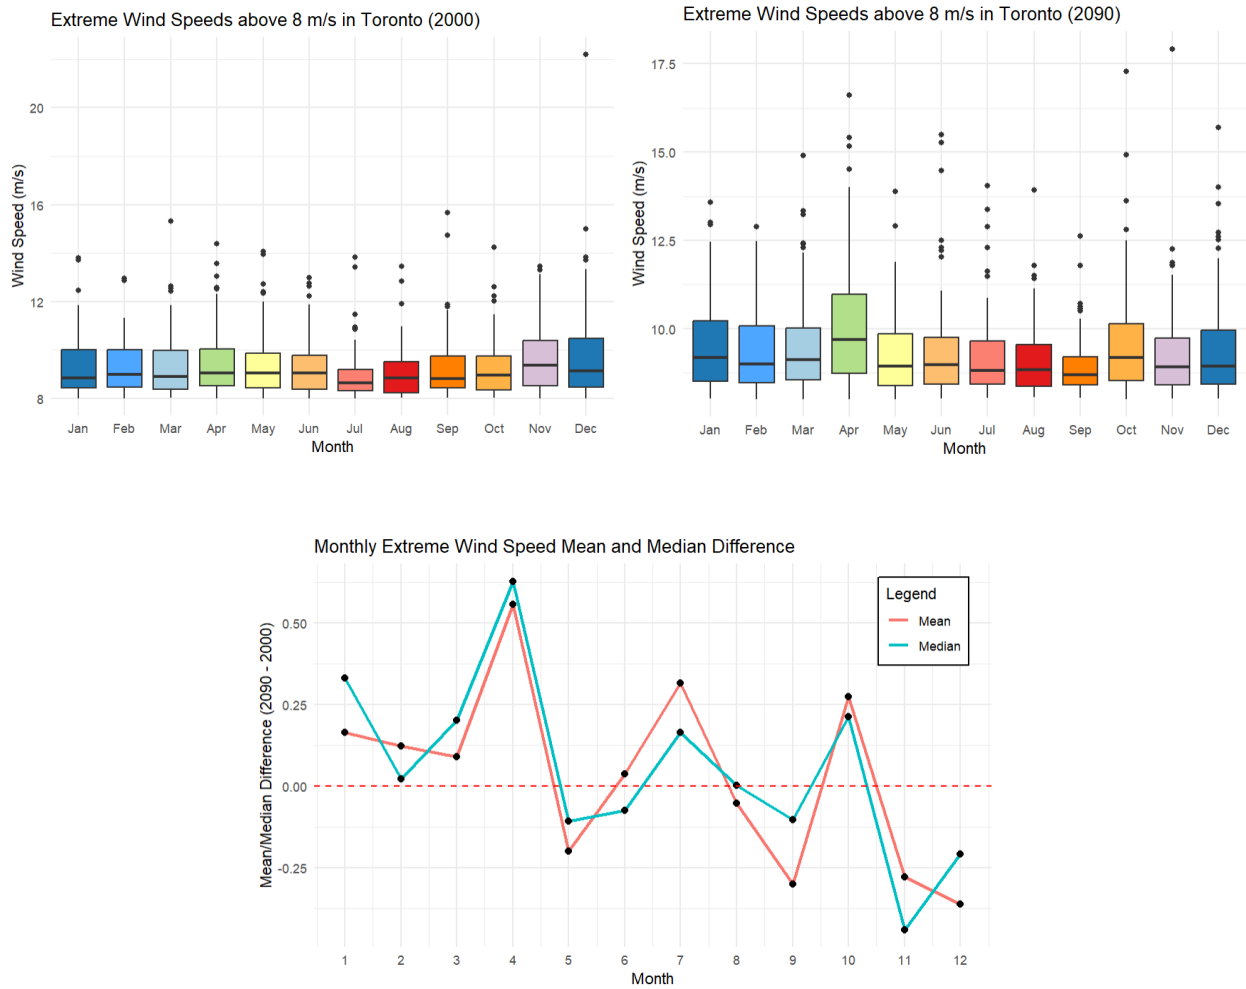 Extreme Wind Speeds above 8 m/s in Toronto (2000)
Wind Speed (m/s)
20
16
12
8
Jan Feb Mar Apr May Jun Jul Aug Sep Oct Nov Dec
Month
Extreme Wind Speeds above 8 m/s in Toronto (2090)
Wind Speed (m/s)
17.5
15.0
12.5
10.0
Jan Feb Mar Apr May Jun Jul Aug Sep Oct Nov Dec
Month
Monthly Extreme Wind Speed Mean and Median Difference
Mean/Median Difference (2090 - 2000)
0.50
0.25
0.00
-0.25
Legend
Mean
Median
1 2 3 4 5 6 7 8 9 10 11 12
Month